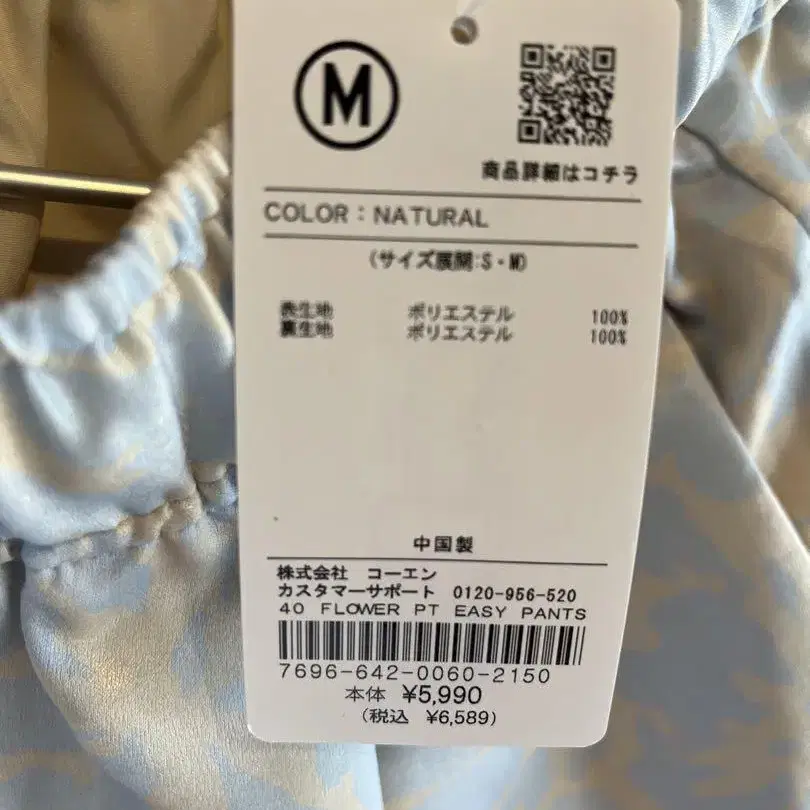 M
商品詳細はコチラ
COLOR：NATURAL
(サイズ展開:S・M)
表生地 ポリエステル 100%
裏生地 ポリエステル 100%
中国製
株式会社 コーエン
カスタマーサポート 0120-956-520
40 FLOWER PT EASY PANTS
7696-642-0060-2150
本体 ¥5,990
(税込 ¥6,589)